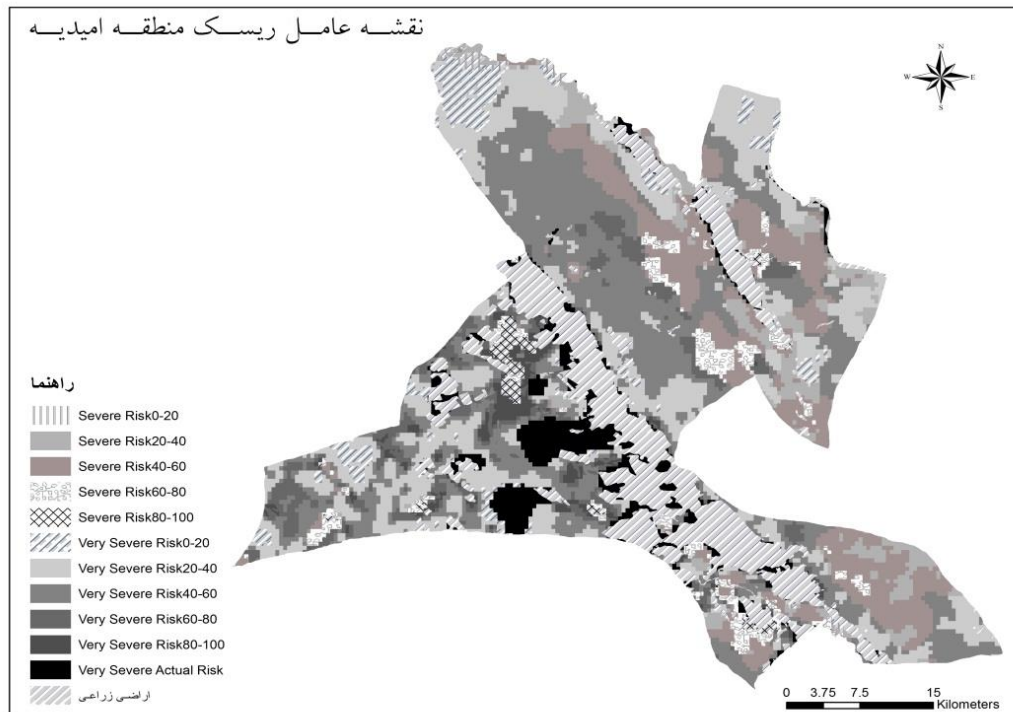 نقشه عامل ریسک منطقه امیدیه
N
W E
S
راهنما
Severe Risk0-20
Severe Risk20-40
Severe Risk40-60
Severe Risk60-80
Severe Risk80-100
Very Severe Risk0-20
Very Severe Risk20-40
Very Severe Risk40-60
Very Severe Risk60-80
Very Severe Risk80-100
Very Severe Actual Risk
اراضی زراعی
0 3.75 7.5 15
Kilometers